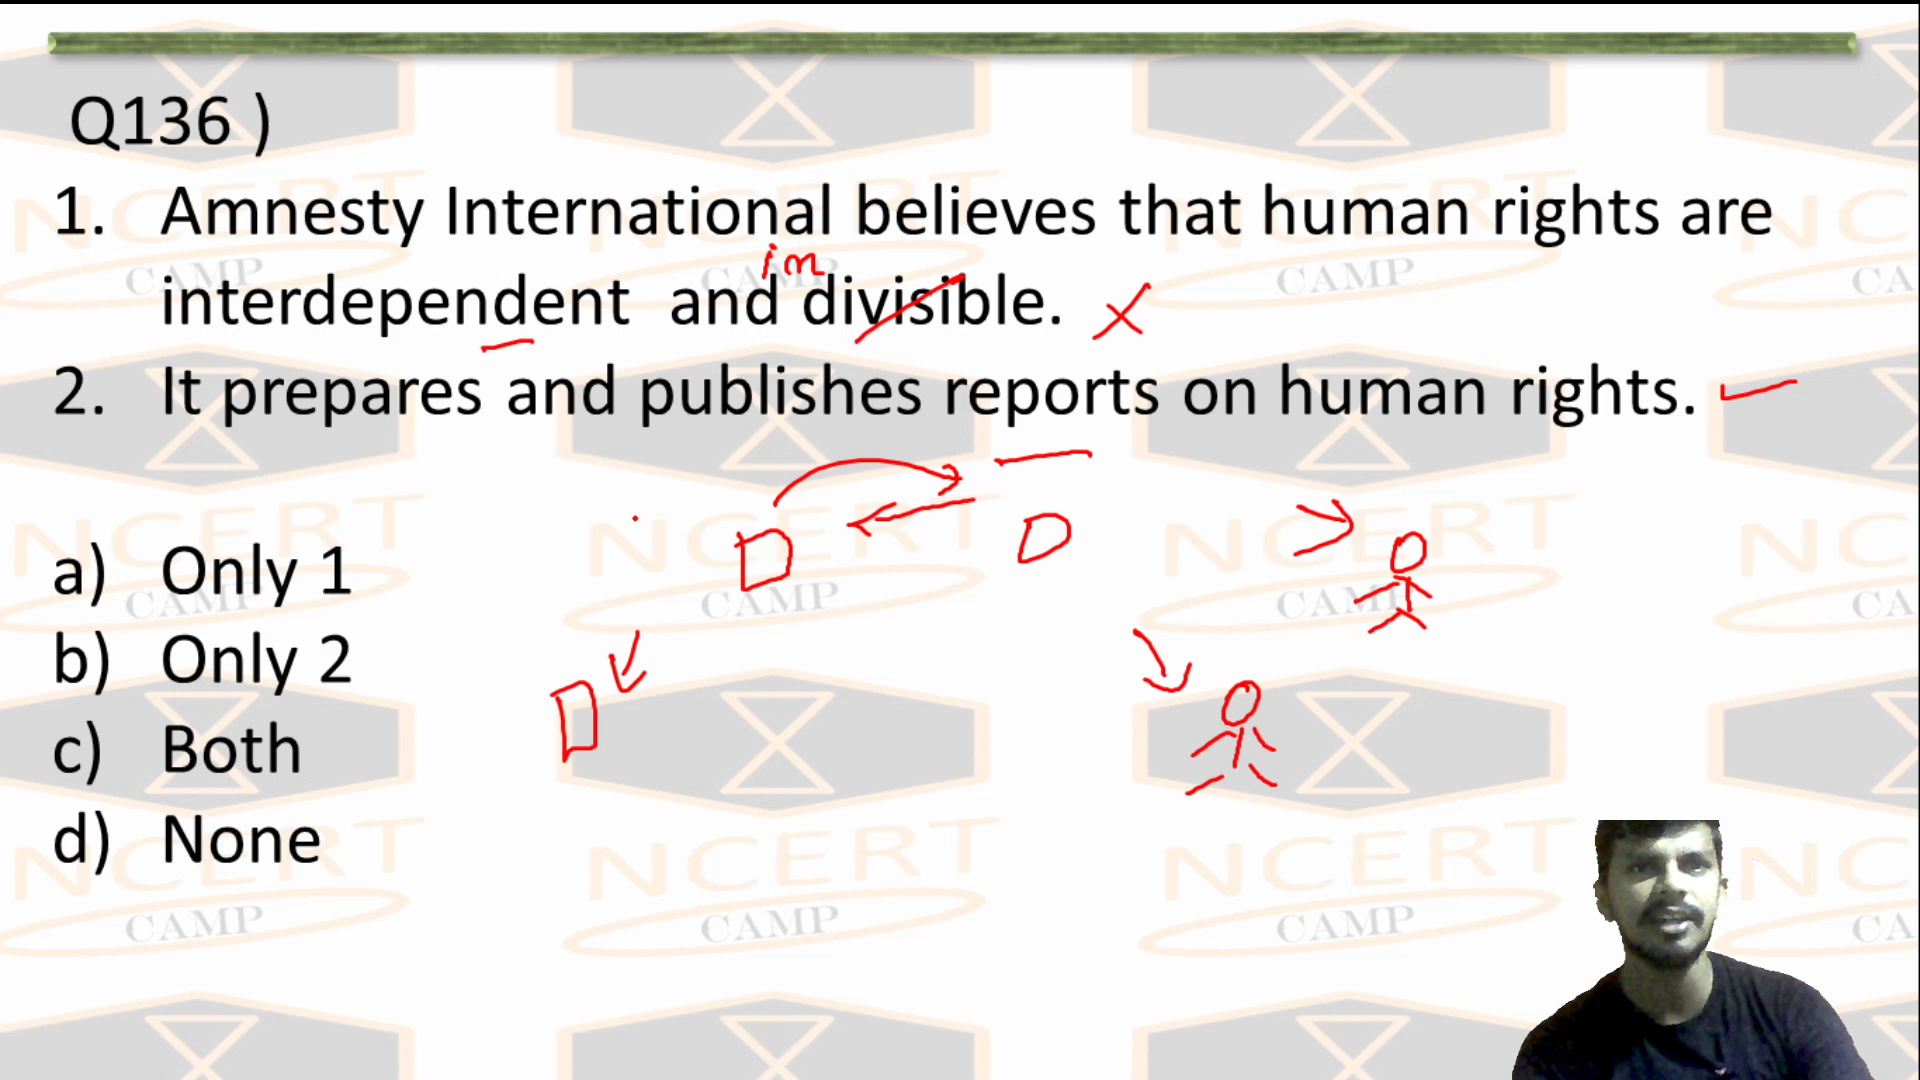 Q136 )
1. Amnesty International believes that human rights are
in
interdependent and divisible.
2. It prepares and publishes reports on human rights.
a) Only 1
b) Only 2
c) Both
d) None
NCERT CAMP